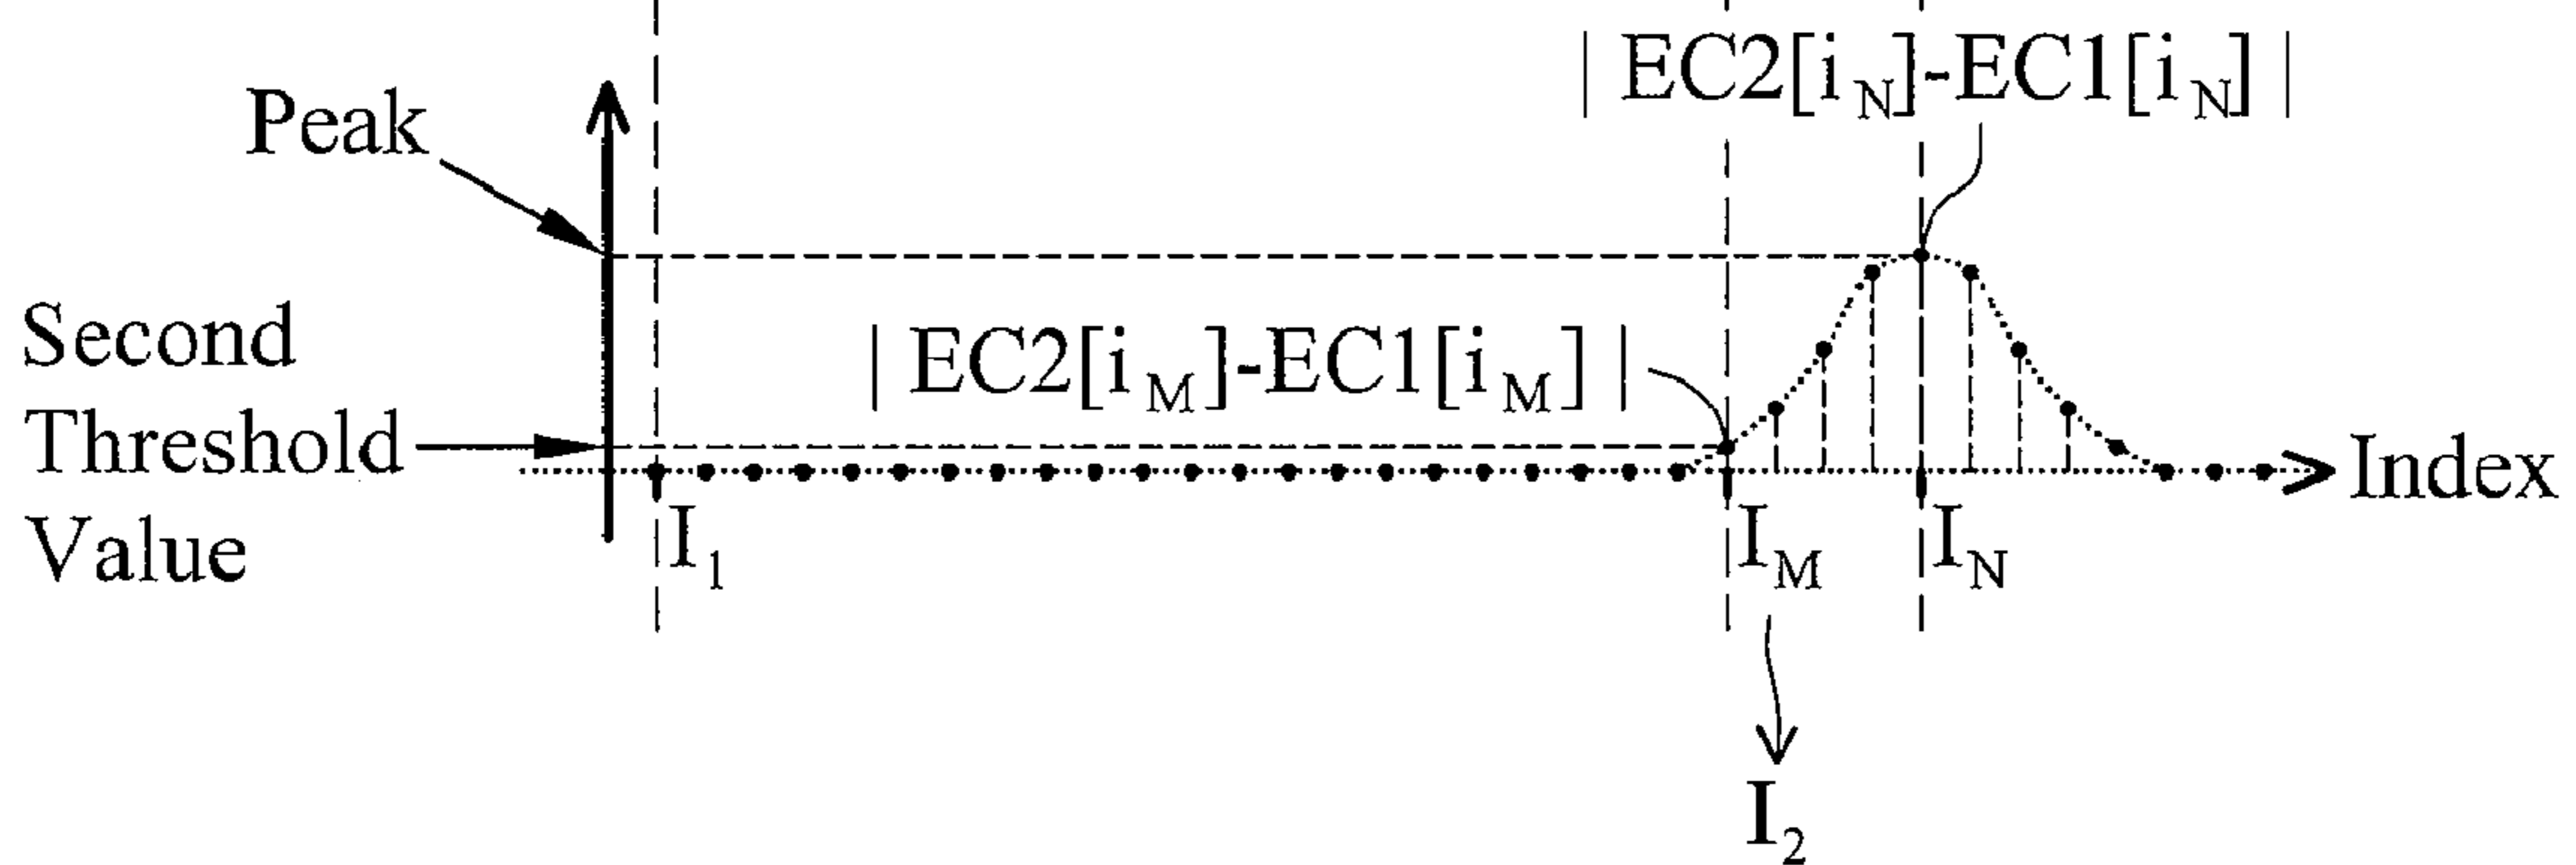 | EC2[i_N]-EC1[i_N] |
Peak
Second
Threshold
Value
| EC2[i_M]-EC1[i_M] |
Index
I_1
I_M
I_N
I_2